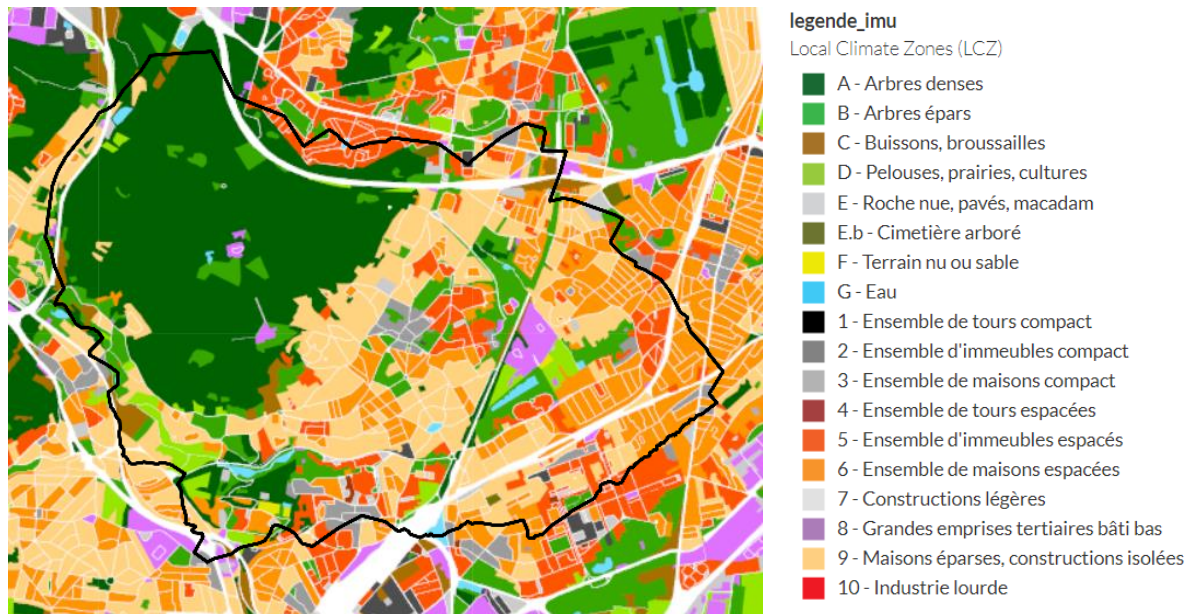 legende_imu
Local Climate Zones (LCZ)
A - Arbres denses
B - Arbres épars
C - Buissons, broussailles
D - Pelouses, prairies, cultures
E - Roche nue, pavés, macadam
E.b - Cimetière arboré
F - Terrain nu ou sable
G - Eau
1 - Ensemble de tours compact
2 - Ensemble d'immeubles compact
3 - Ensemble de maisons compact
4 - Ensemble de tours espacées
5 - Ensemble d'immeubles espacés
6 - Ensemble de maisons espacées
7 - Constructions légères
8 - Grandes emprises tertiaires bâti bas
9 - Maisons éparses, constructions isolées
10 - Industrie lourde